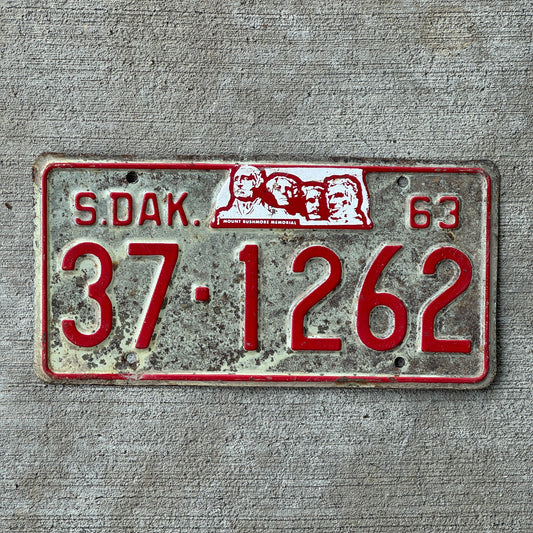 S.DAK. 63
MOUNT RUSHMORE MEMORIAL
37·1262